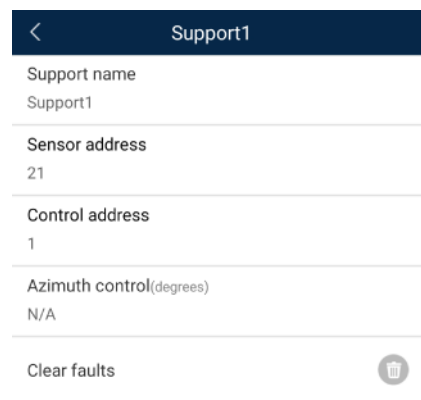 Support1
Support name
Support1
Sensor address
21
Control address
1
Azimuth control(degrees)
N/A
Clear faults